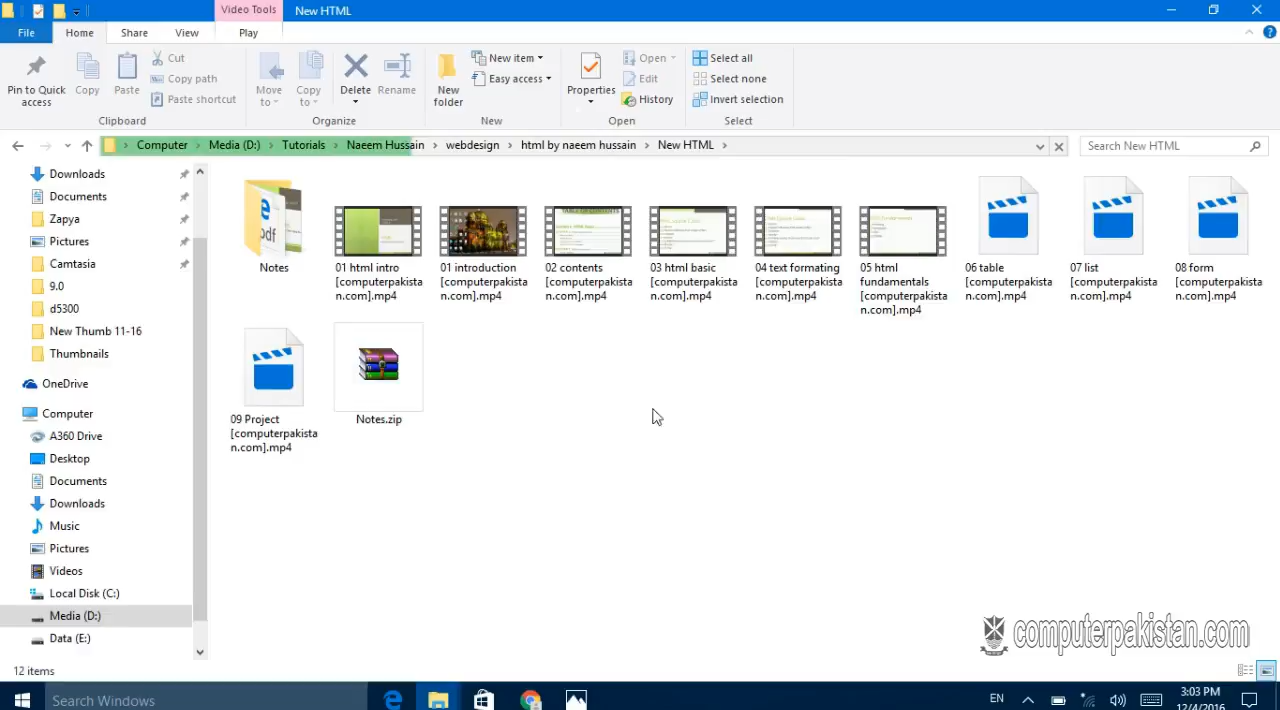 Video Tools
New HTML
File
Home
Share
View
Play
Pin to Quick
access
Copy
Paste
Cut
Copy path
Paste shortcut
Clipboard
Move
to
Copy
to
Delete
Rename
Organize
New
folder
New item
Easy access
New
Properties
Open
Edit
History
Open
Select all
Select none
Invert selection
Select
Computer
Media (D:)
Tutorials
Naeem Hussain
webdesign
html by naeem hussain
New HTML
Search New HTML
Downloads
Documents
Zapya
Pictures
Camtasia
9.0
d5300
New Thumb 11-16
Thumbnails
OneDrive
Computer
A360 Drive
Desktop
Documents
Downloads
Music
Pictures
Videos
Local Disk (C:)
Media (D:)
Data (E:)
Notes
01 html intro
[computerpakista
n.com].mp4
01 introduction
[computerpakista
n.com].mp4
02 contents
[computerpakista
n.com].mp4
03 html basic
[computerpakista
n.com].mp4
04 text formating
[computerpakista
n.com].mp4
05 html
fundamentals
[computerpakista
n.com].mp4
06 table
[computerpakista
n.com].mp4
07 list
[computerpakista
n.com].mp4
08 form
[computerpakista
n.com].mp4
09 Project
[computerpakista
n.com].mp4
Notes.zip
computerpakistan.com
12 items
Search Windows
EN
3:03 PM
12/4/2016